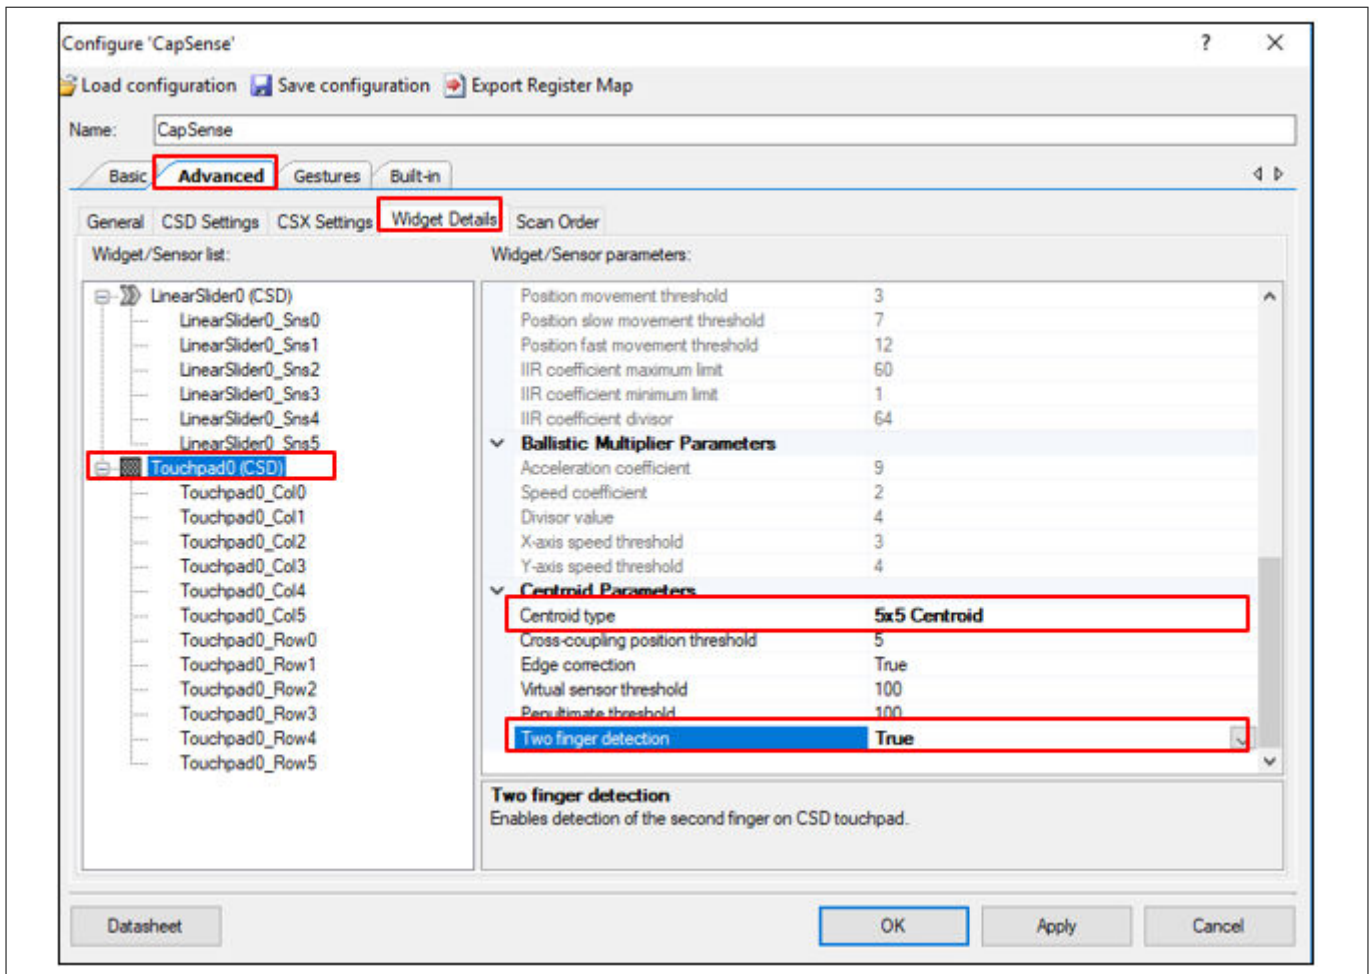 Configure 'CapSense'
? ×
Load configuration Save configuration Export Register Map
Name: CapSense
Basic Advanced Gestures Built-in
General CSD Settings CSX Settings Widget Details Scan Order
Widget/Sensor list: Widget/Sensor parameters:
LinearSlider0 (CSD) Position movement threshold 3
LinearSlider0_Sns0 Position slow movement threshold 7
LinearSlider0_Sns1 Position fast movement threshold 12
LinearSlider0_Sns2 IIR coefficient maximum limit 60
LinearSlider0_Sns3 IIR coefficient minimum limit 1
LinearSlider0_Sns4 IIR coefficient divisor 64
LinearSlider0_Sns5 Ballistic Multiplier Parameters
Touchpad0 (CSD) Acceleration coefficient 9
Touchpad0_Col0 Speed coefficient 2
Touchpad0_Col1 Divisor value 4
Touchpad0_Col2 X-axis speed threshold 3
Touchpad0_Col3 Y-axis speed threshold 4
Touchpad0_Col4 Centroid Parameters
Touchpad0_Col5 Centroid type 5x5 Centroid
Touchpad0_Row0 Cross-coupling position threshold 5
Touchpad0_Row1 Edge correction True
Touchpad0_Row2 Virtual sensor threshold 100
Touchpad0_Row3 Penultimate threshold 100
Touchpad0_Row4 Two finger detection True
Touchpad0_Row5
Two finger detection
Enables detection of the second finger on CSD touchpad.
Datasheet OK Apply Cancel